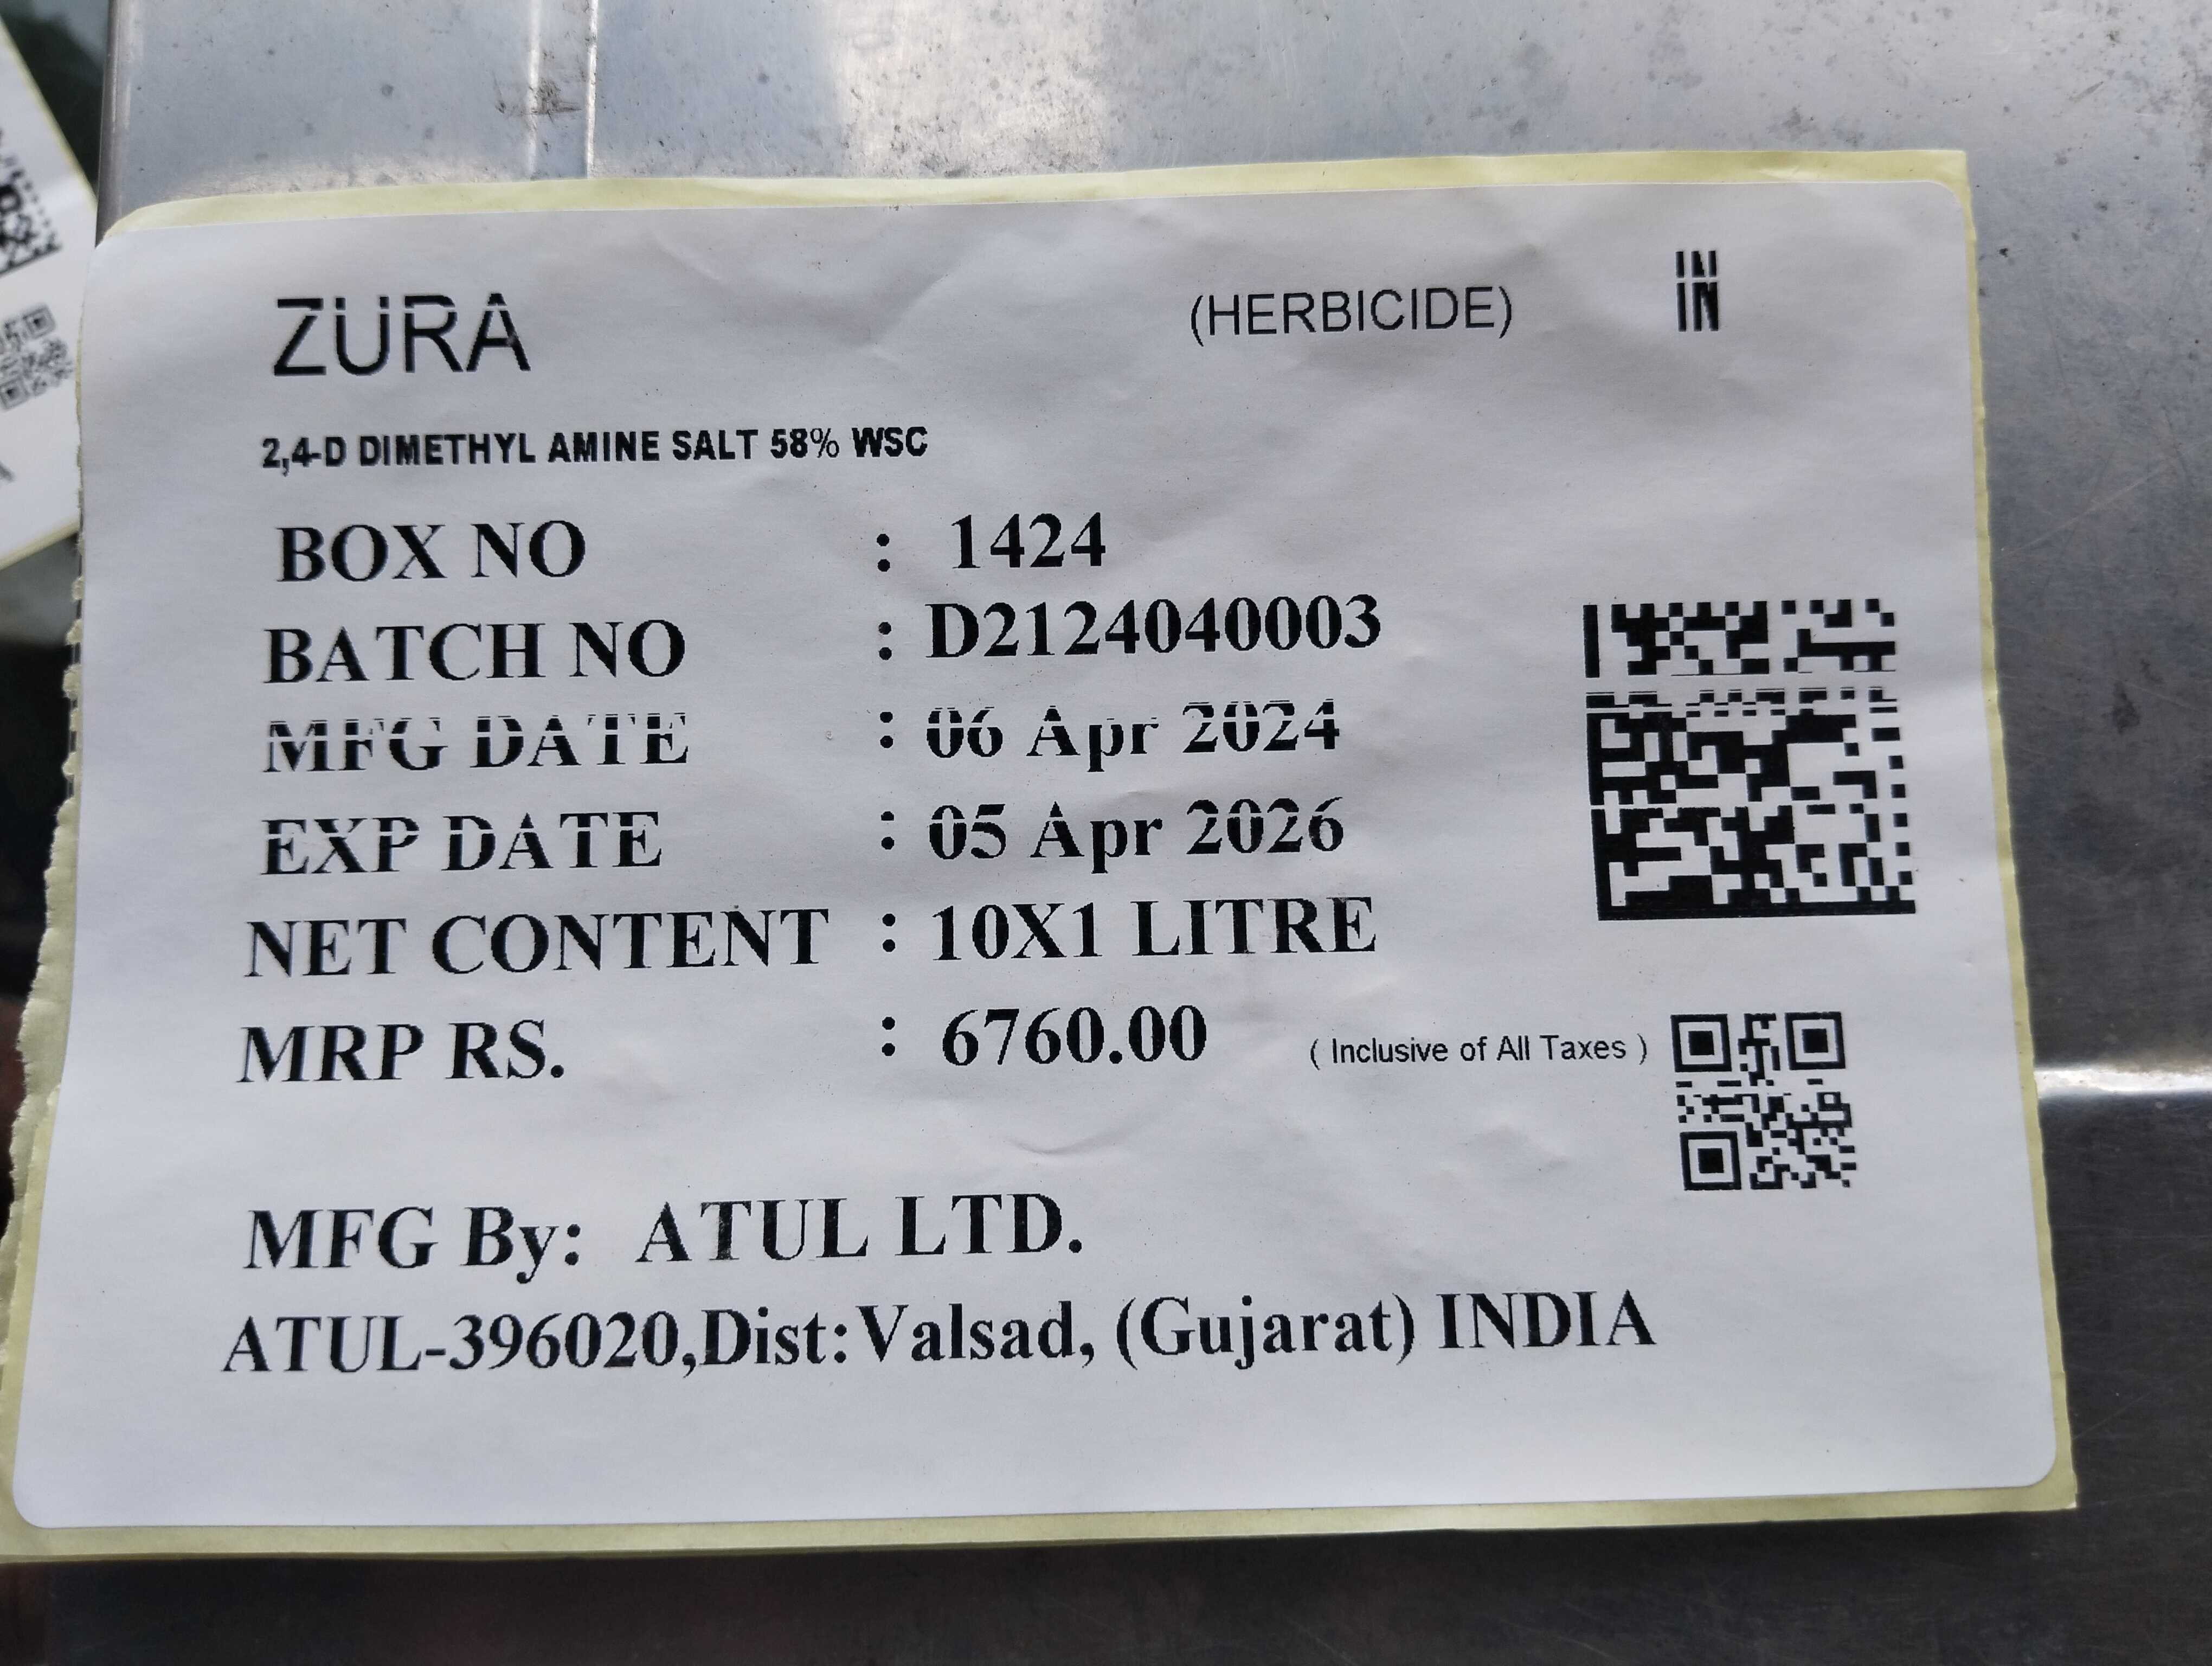 ZURA (HERBICIDE) IN
2,4-D DIMETHYL AMINE SALT 58% WSC
BOX NO : 1424
BATCH NO : D2124040003
MFG DATE : 06 Apr 2024
EXP DATE : 05 Apr 2026
NET CONTENT : 10X1 LITRE
MRP RS. : 6760.00 ( Inclusive of All Taxes )
MFG By: ATUL LTD.
ATUL-396020,Dist:Valsad, (Gujarat) INDIA